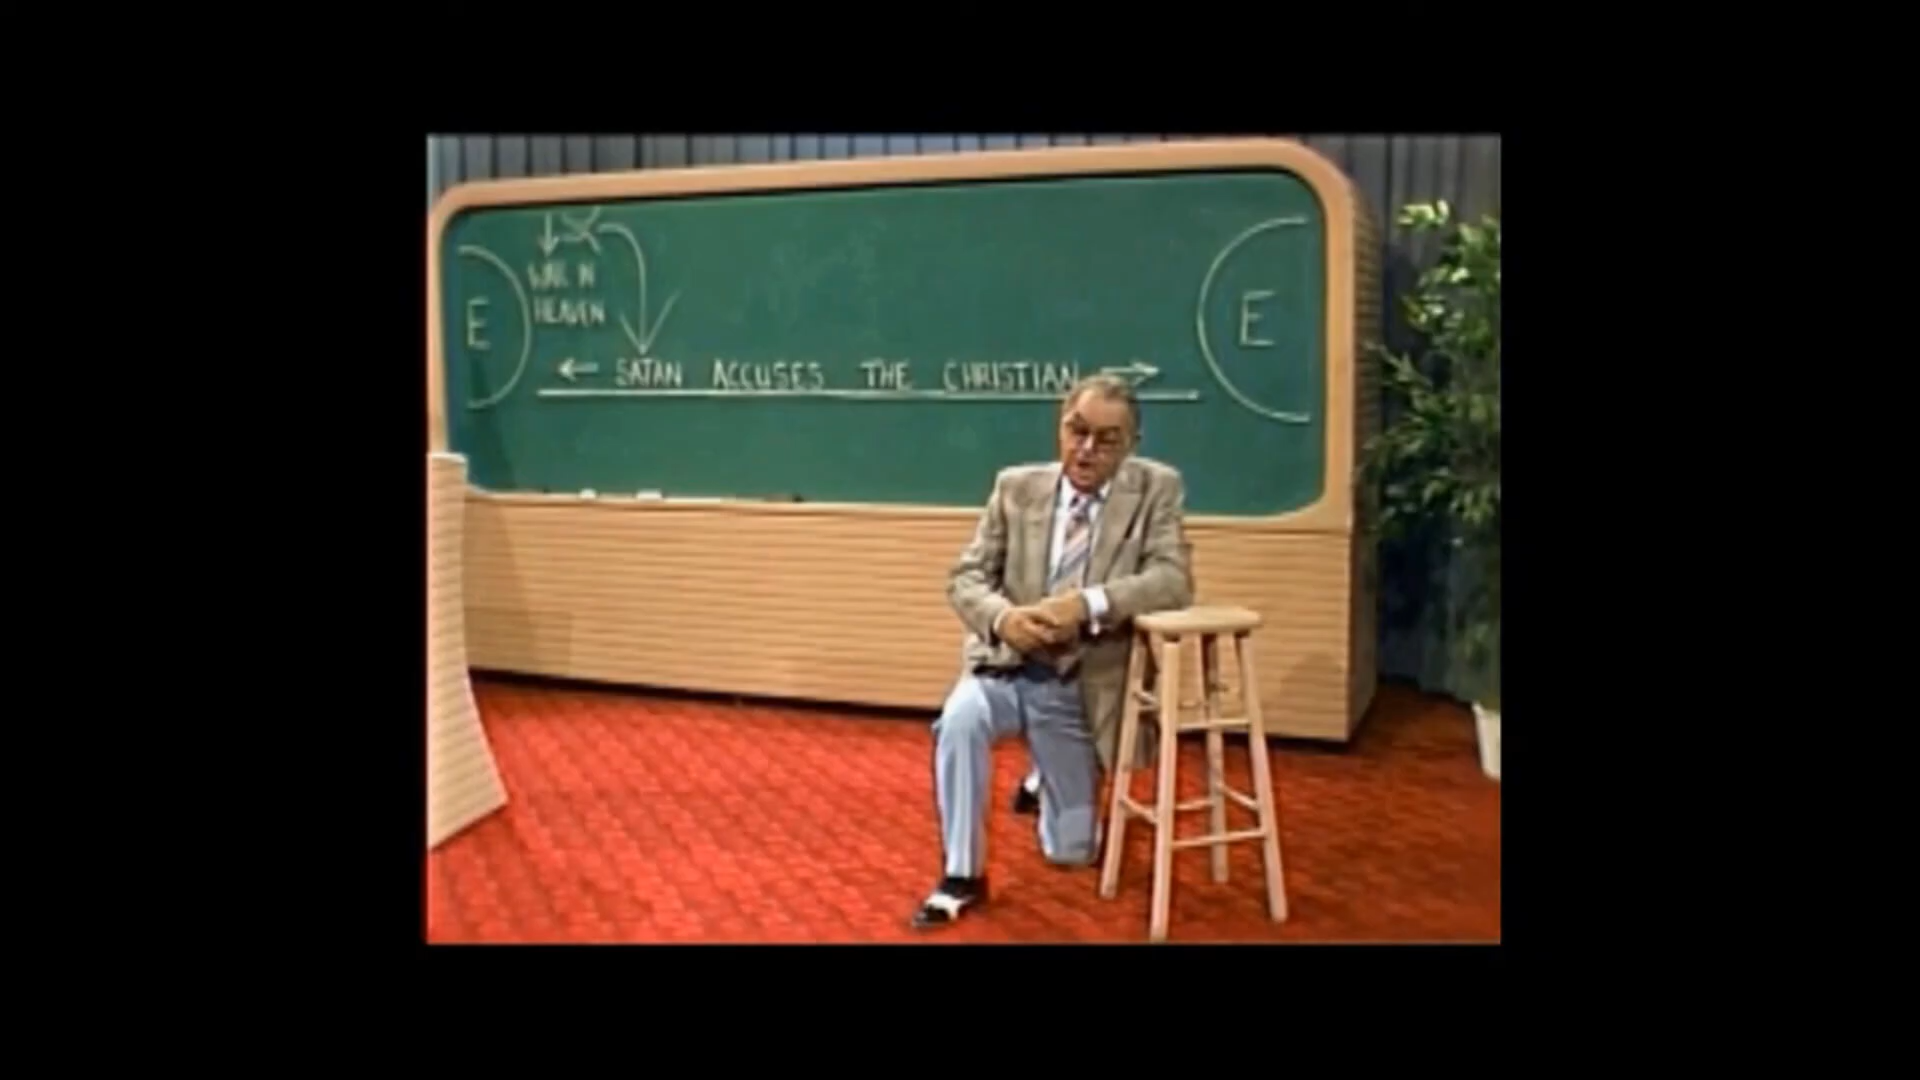 WAR IN
HEAVEN
E
E
← SATAN ACCUSES THE CHRISTIAN →